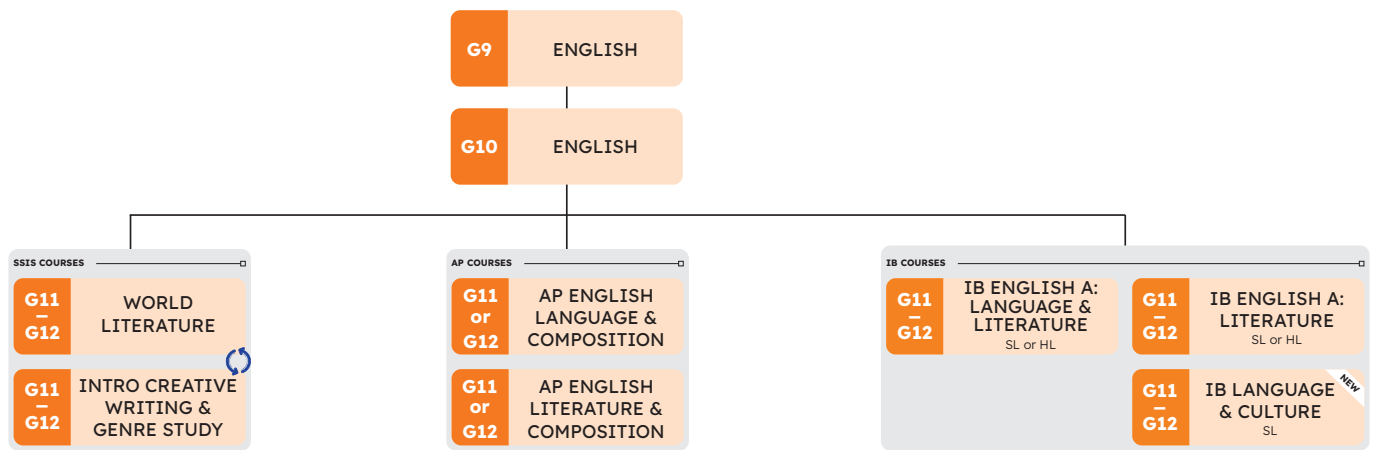 G9
ENGLISH
G10
ENGLISH
SSIS COURSES
G11
–
G12
WORLD
LITERATURE
G11
–
G12
INTRO CREATIVE
WRITING &
GENRE STUDY
AP COURSES
G11
or
G12
AP ENGLISH
LANGUAGE &
COMPOSITION
G11
or
G12
AP ENGLISH
LITERATURE &
COMPOSITION
IB COURSES
G11
–
G12
IB ENGLISH A:
LANGUAGE &
LITERATURE
SL or HL
G11
–
G12
IB ENGLISH A:
LITERATURE
SL or HL
G11
–
G12
IB LANGUAGE
& CULTURE
SL
NEW